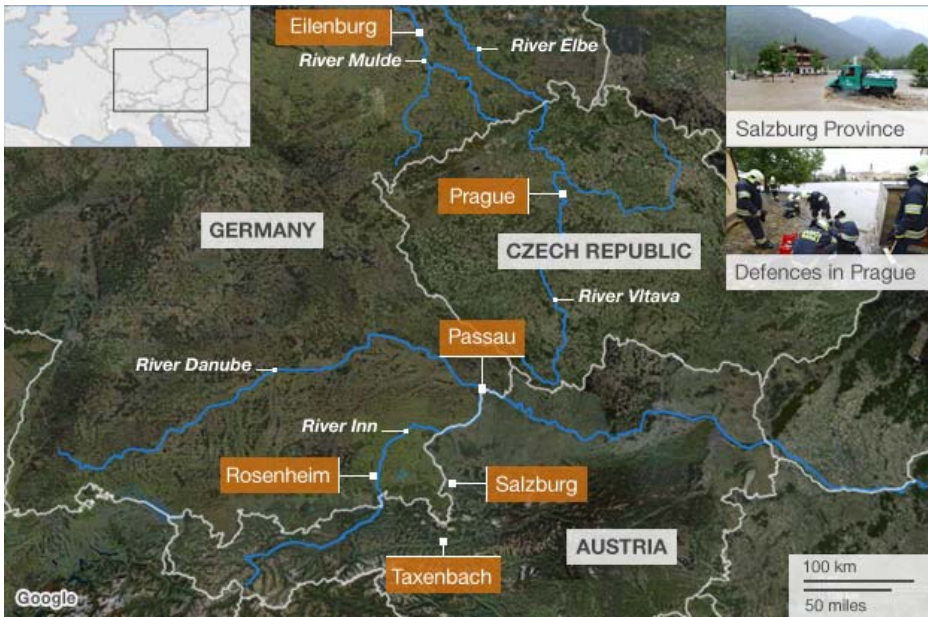 Eilenburg
River Mulde
River Elbe
Salzburg Province
Prague
GERMANY
CZECH REPUBLIC
Defences in Prague
River Vltava
Passau
River Danube
River Inn
Rosenheim
Salzburg
AUSTRIA
Taxenbach
100 km
50 miles
Google